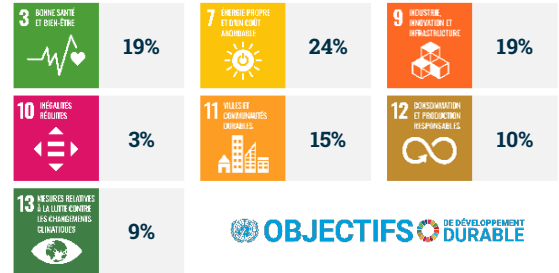 3 BONNE SANTÉ
ET BIEN-ÊTRE
19%
7 ÉNERGIE PROPRE
ET D'UN COÛT
ABORDABLE
24%
9 INDUSTRIE,
INNOVATION ET
INFRASTRUCTURE
19%
10 INÉGALITÉS
RÉDUITES
3%
11 VILLES ET
COMMUNAUTÉS
DURABLES
15%
12 CONSOMMATION
ET PRODUCTION
RESPONSABLES
10%
13 MESURES RELATIVES
À LA LUTTE CONTRE
LES CHANGEMENTS
CLIMATIQUES
9%
OBJECTIFS DE DÉVELOPPEMENT
DURABLE